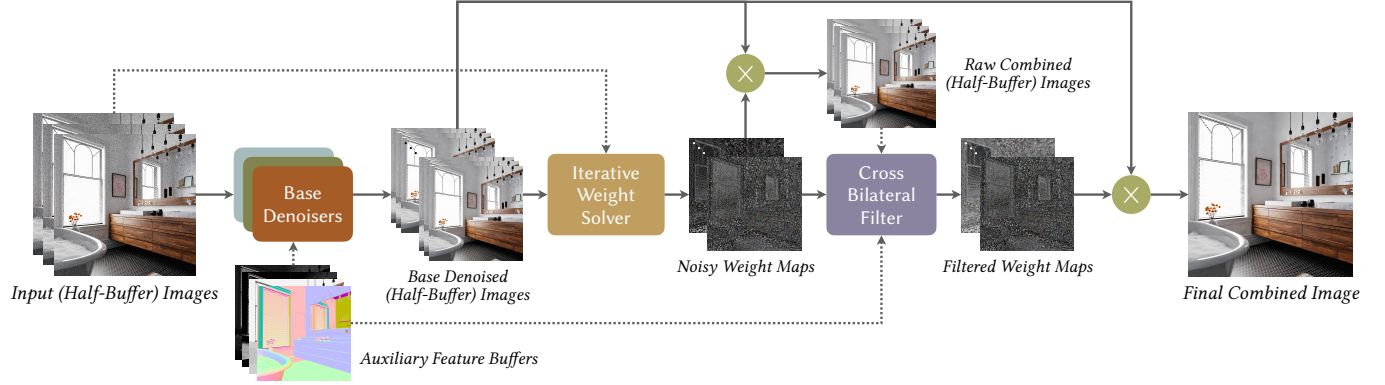 Raw Combined
(Half-Buffer) Images
Base
Denoisers
Iterative
Weight
Solver
Cross
Bilateral
Filter
Input (Half-Buffer) Images
Base Denoised
(Half-Buffer) Images
Noisy Weight Maps
Filtered Weight Maps
Final Combined Image
Auxiliary Feature Buffers